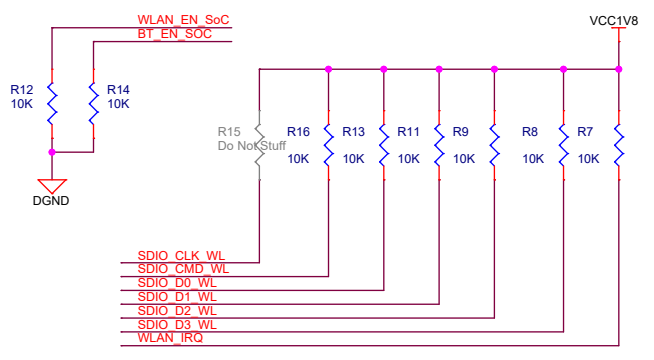 WLAN_EN_SoC
BT_EN_SOC
VCC1V8
R12
10K
R14
10K
DGND
R15
Do Not Stuff
R16
10K
R13
10K
R11
10K
R9
10K
R8
10K
R7
10K
SDIO_CLK_WL
SDIO_CMD_WL
SDIO_D0_WL
SDIO_D1_WL
SDIO_D2_WL
SDIO_D3_WL
WLAN_IRQ